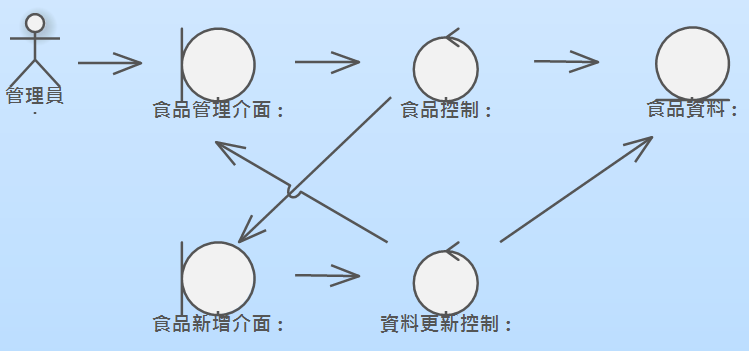 管理員
:
食品管理介面 :
食品控制 :
食品資料 :
食品新增介面 :
資料更新控制 :